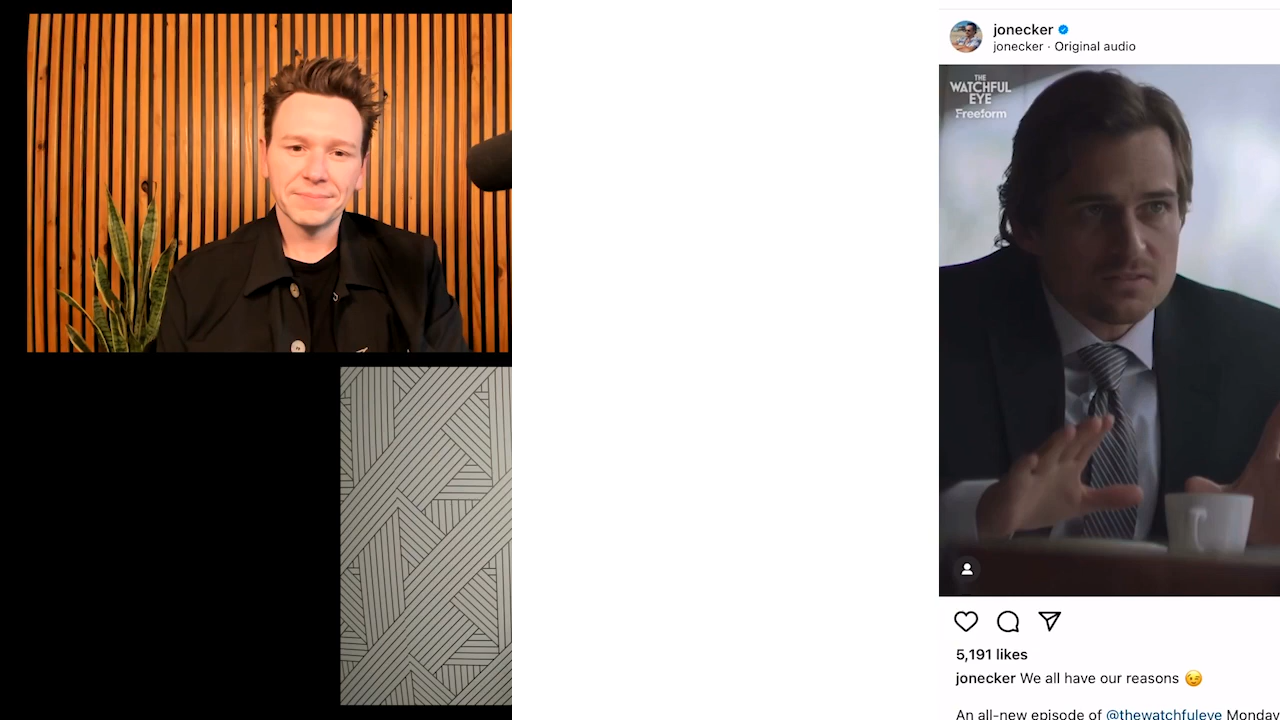 jonecker
jonecker · Original audio
THE
WATCHFUL
EYE
Freeform
5,191 likes
jonecker We all have our reasons 😉
An all-new episode of @thewatchfuleye Monday